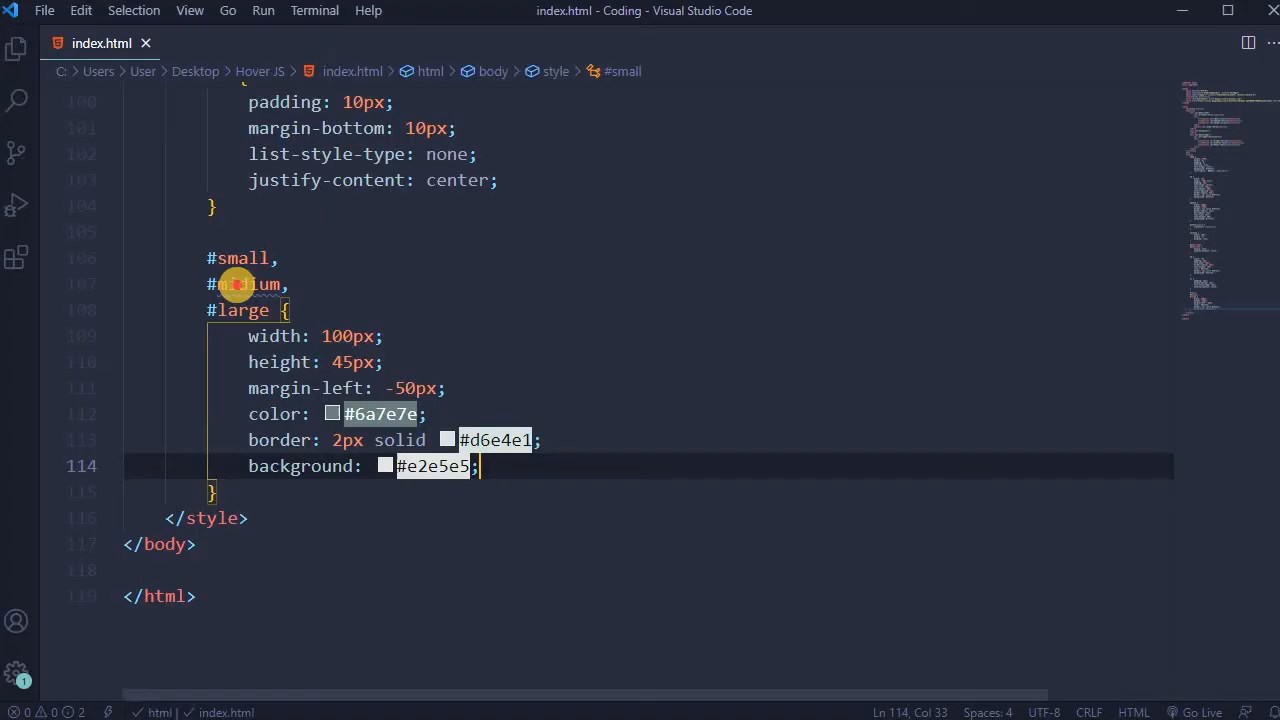 File Edit Selection View Go Run Terminal Help index.html - Coding - Visual Studio Code
index.html
C: > Users > User > Desktop > Hover JS > index.html > html > body > style > #small
100 padding: 10px;
101 margin-bottom: 10px;
102 list-style-type: none;
103 justify-content: center;
104 }
105
106 #small,
107 #midium,
108 #large {
109 width: 100px;
110 height: 45px;
111 margin-left: -50px;
112 color: #6a7e7e;
113 border: 2px solid #d6e4e1;
114 background: #e2e5e5;
115 }
116 </style>
117 </body>
118
119 </html>
1
0 0 2 html | index.html Ln 114, Col 33 Spaces: 4 UTF-8 CRLF HTML Go Live